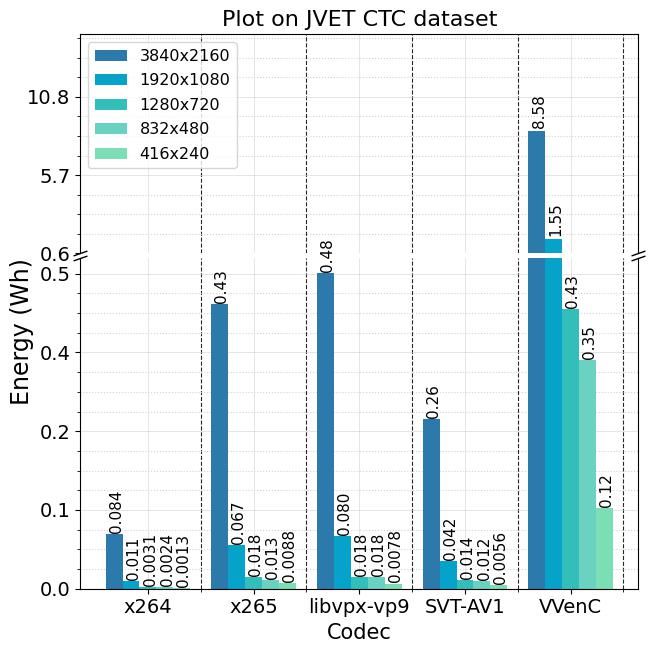 Plot on JVET CTC dataset
3840x2160
1920x1080
1280x720
832x480
416x240
10.8
5.7
0.6
0.5
0.4
0.2
0.1
0.0
Energy (Wh)
0.084
0.011
0.0031
0.0024
0.0013
0.43
0.067
0.018
0.013
0.0088
0.48
0.080
0.018
0.018
0.0078
0.26
0.042
0.014
0.012
0.0056
8.58
1.55
0.43
0.35
0.12
x264
x265
libvpx-vp9
SVT-AV1
VVenC
Codec